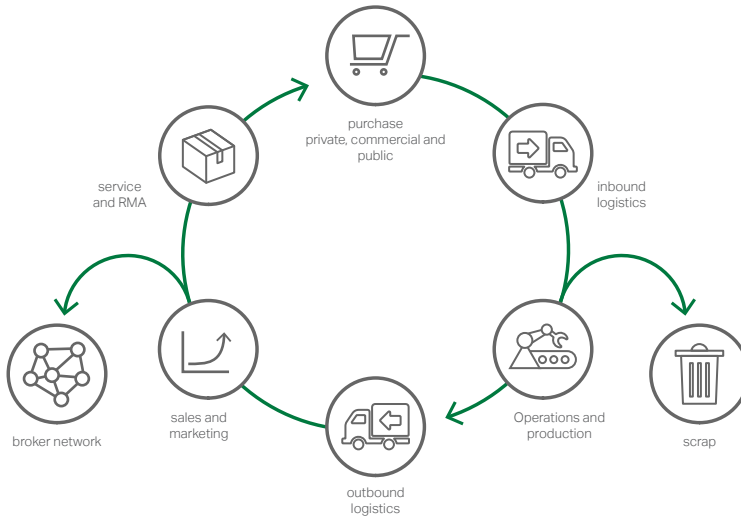 purchase
private, commercial and
public
inbound
logistics
service
and RMA
Operations and
production
scrap
outbound
logistics
sales and
marketing
broker network